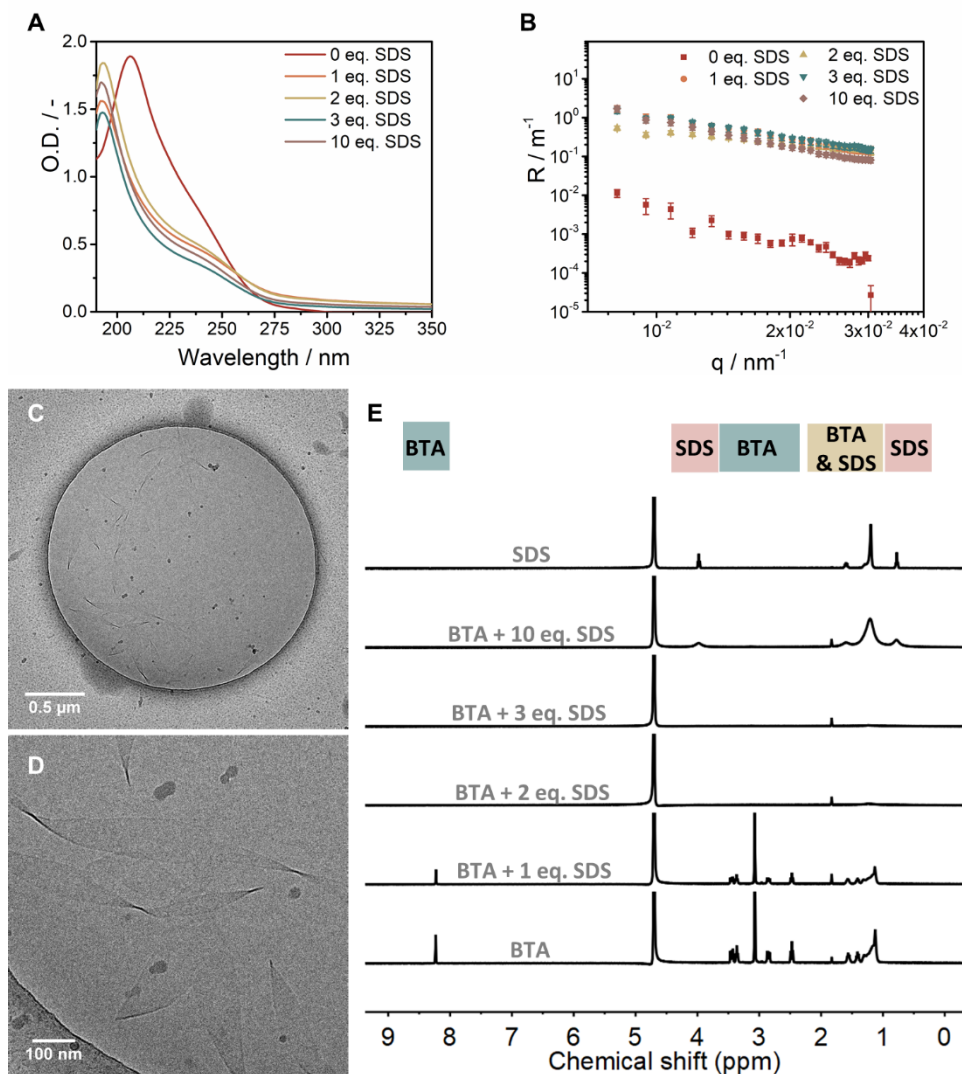 A
2.0
1.5
1.0
0.5
0.0
O.D. / -
0 eq. SDS
1 eq. SDS
2 eq. SDS
3 eq. SDS
10 eq. SDS
200 225 250 275 300 325 350
Wavelength / nm
B
10¹
10⁰
10⁻¹
10⁻²
10⁻³
10⁻⁴
10⁻⁵
R / m⁻¹
0 eq. SDS
1 eq. SDS
2 eq. SDS
3 eq. SDS
10 eq. SDS
10⁻² 2x10⁻² 3x10⁻² 4x10⁻²
q / nm⁻¹
C
0.5 µm
D
100 nm
E
BTA
SDS
BTA
BTA
& SDS
SDS
SDS
BTA + 10 eq. SDS
BTA + 3 eq. SDS
BTA + 2 eq. SDS
BTA + 1 eq. SDS
BTA
9 8 7 6 5 4 3 2 1 0
Chemical shift (ppm)